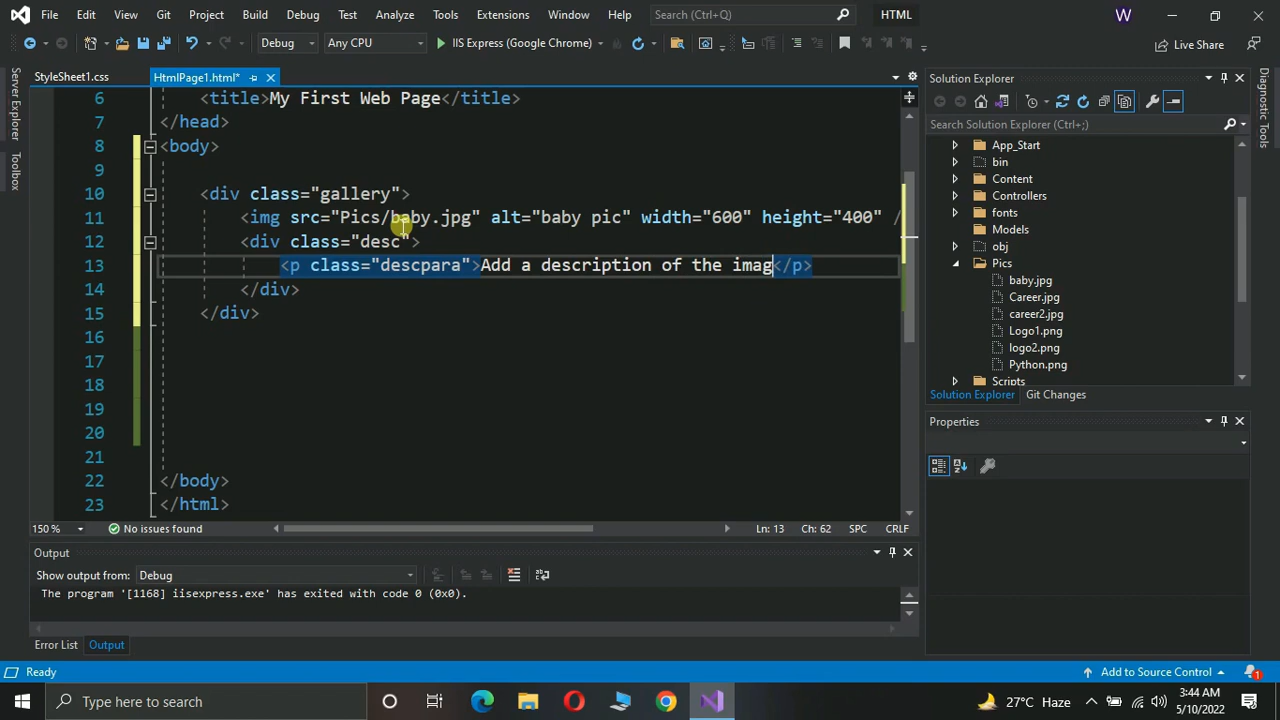 File Edit View Git Project Build Debug Test Analyze Tools Extensions Window Help Search (Ctrl+Q) HTML W
Debug Any CPU IIS Express (Google Chrome) Live Share
Server Explorer
Toolbox
StyleSheet1.css HtmlPage1.html*
6 <title>My First Web Page</title>
7 </head>
8 <body>
9
10 <div class="gallery">
11 <img src="Pics/baby.jpg" alt="baby pic" width="600" height="400" /
12 <div class="desc">
13 <p class="descpara">Add a description of the imag</p>
14 </div>
15 </div>
16
17
18
19
20
21
22 </body>
23 </html>
150 % No issues found Ln: 13 Ch: 62 SPC CRLF
Output
Show output from: Debug
The program '[1168] iisexpress.exe' has exited with code 0 (0x0).
Error List Output
Solution Explorer
Search Solution Explorer (Ctrl+;)
App_Start
bin
Content
Controllers
fonts
Models
obj
Pics
baby.jpg
Career.jpg
career2.jpg
Logo1.png
logo2.png
Python.png
Scripts
Solution Explorer Git Changes
Properties
Diagnostic Tools
Ready Add to Source Control 1
Type here to search 27°C Haze 3:44 AM
5/10/2022